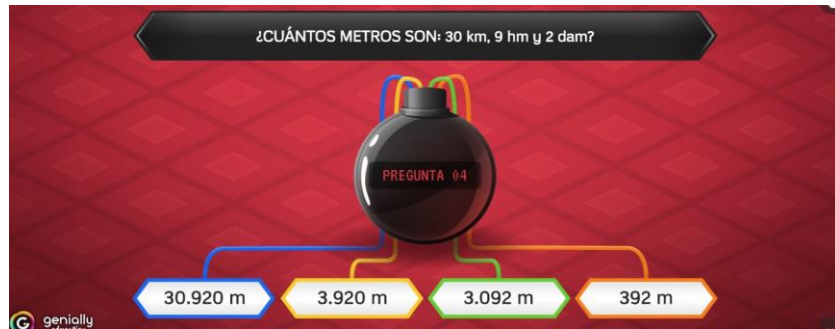 ¿CUÁNTOS METROS SON: 30 km, 9 hm y 2 dam?
PREGUNTA 04
30.920 m
3.920 m
3.092 m
392 m
genially